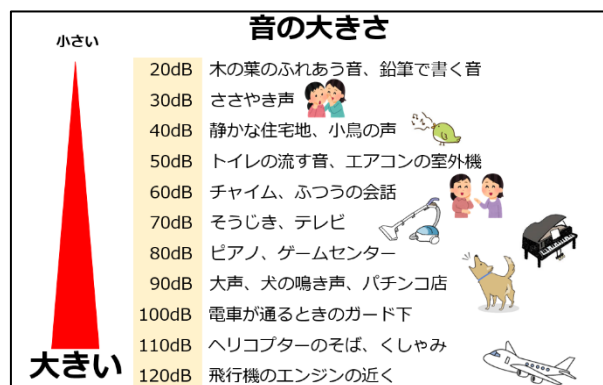 音の大きさ
小さい
20dB 木の葉のふれあう音、鉛筆で書く音
30dB ささやき声
40dB 静かな住宅地、小鳥の声
50dB トイレの流す音、エアコンの室外機
60dB チャイム、ふつうの会話
70dB そうじき、テレビ
80dB ピアノ、ゲームセンター
90dB 大声、犬の鳴き声、パチンコ店
100dB 電車が通るときのガード下
110dB ヘリコプターのそば、くしゃみ
大きい
120dB 飛行機のエンジンの近く